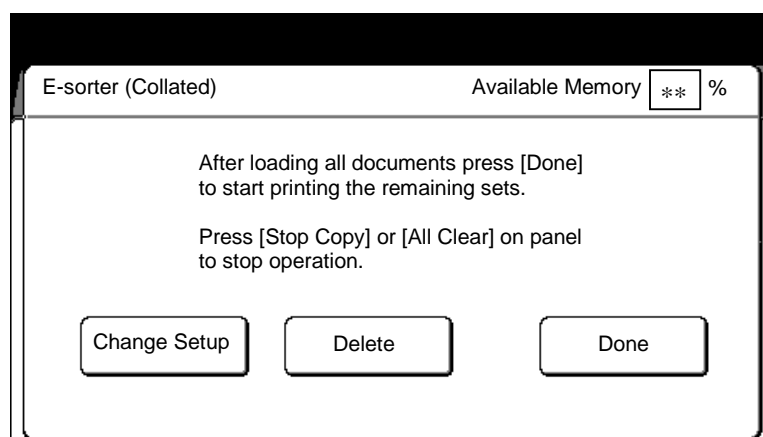 E-sorter (Collated) Available Memory ** %
After loading all documents press [Done]
to start printing the remaining sets.
Press [Stop Copy] or [All Clear] on panel
to stop operation.
Change Setup Delete Done